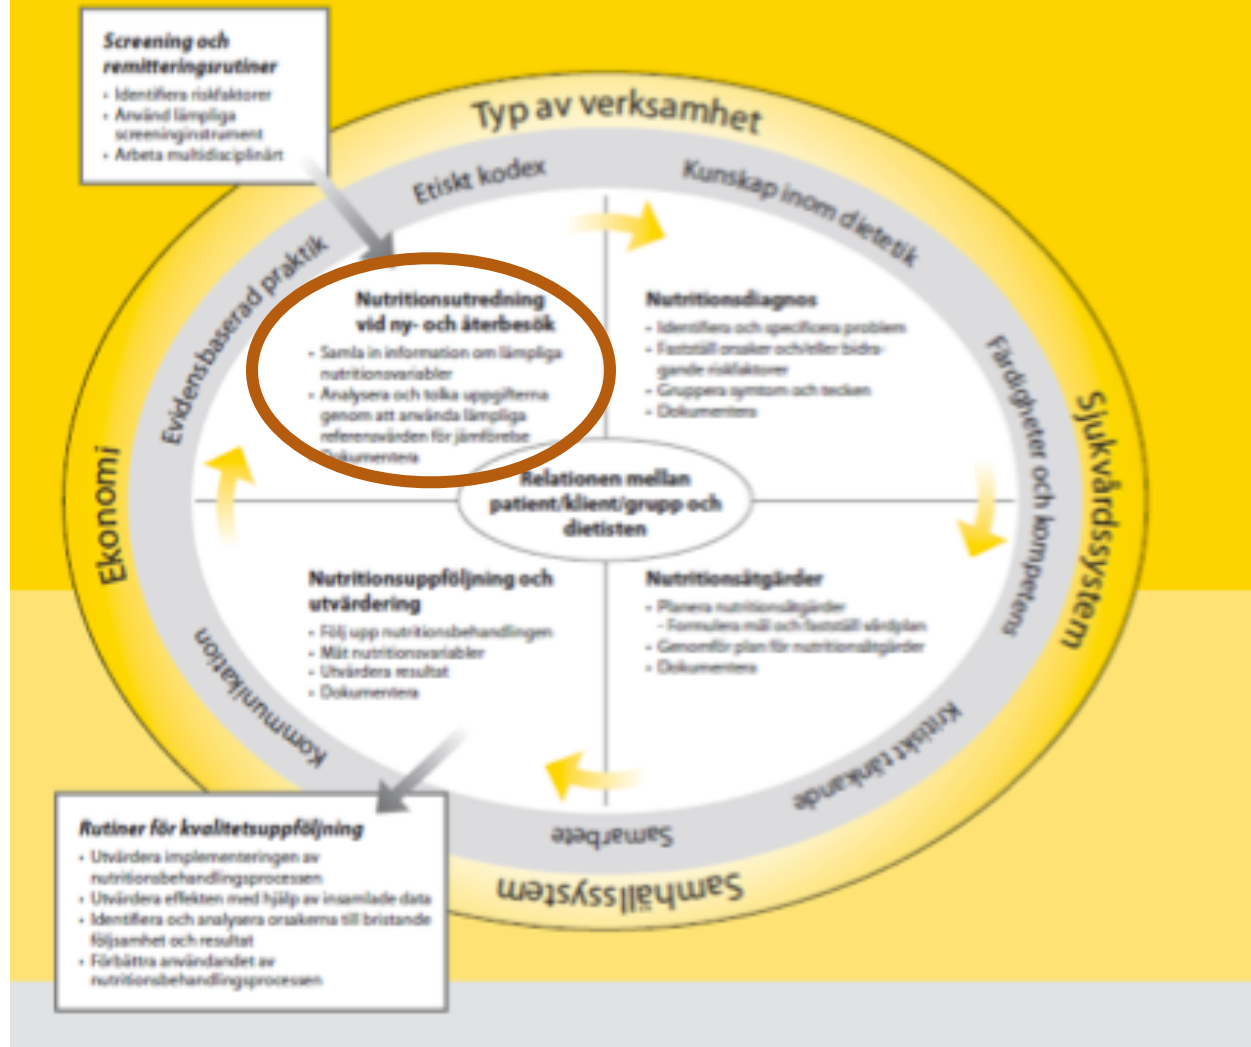 Screening och
remitteringsrutiner
• Identifiera riskfaktorer
• Använd lämpliga
screeninginstrument
• Arbeta multidisciplinärt
Typ av verksamhet
Etiskt kodex
Kunskap inom dietetik
Evidensbaserad praktik
Färdigheter och kompetens
Ekonomi
Sjukvårdssystem
Nutritionsutredning
vid ny- och återbesök
• Samla in information om lämpliga
nutritionsvariabler
• Analysera och tolka uppgifterna
genom att använda lämpliga
referensvärden för jämförelse
Dokumentera
Nutritionsdiagnos
• Identifiera och specificera problem
• Fastställ orsaker och/eller bidra-
gande riskfaktorer
• Gruppera symtom och tecken
• Dokumentera
Relationen mellan
patient/klient/grupp och
dietisten
Nutritionsuppföljning och
utvärdering
• Följ upp nutritionsbehandlingen
• Mät nutritionsvariabler
• Utvärdera resultat
• Dokumentera
Nutritionsåtgärder
• Planera nutritionsåtgärder
- Formulera mål och fastställ vårdplan
• Genomför plan för nutritionsåtgärder
• Dokumentera
Kommunikation
Kritiskt tänkande
Samarbete
Samhällssystem
Rutiner för kvalitetsuppföljning
• Utvärdera implementeringen av
nutritionsbehandlingsprocessen
• Utvärdera effekten med hjälp av insamlade data
• Identifiera och analysera orsakerna till bristande
följsamhet och resultat
• Förbättra användandet av
nutritionsbehandlingsprocessen